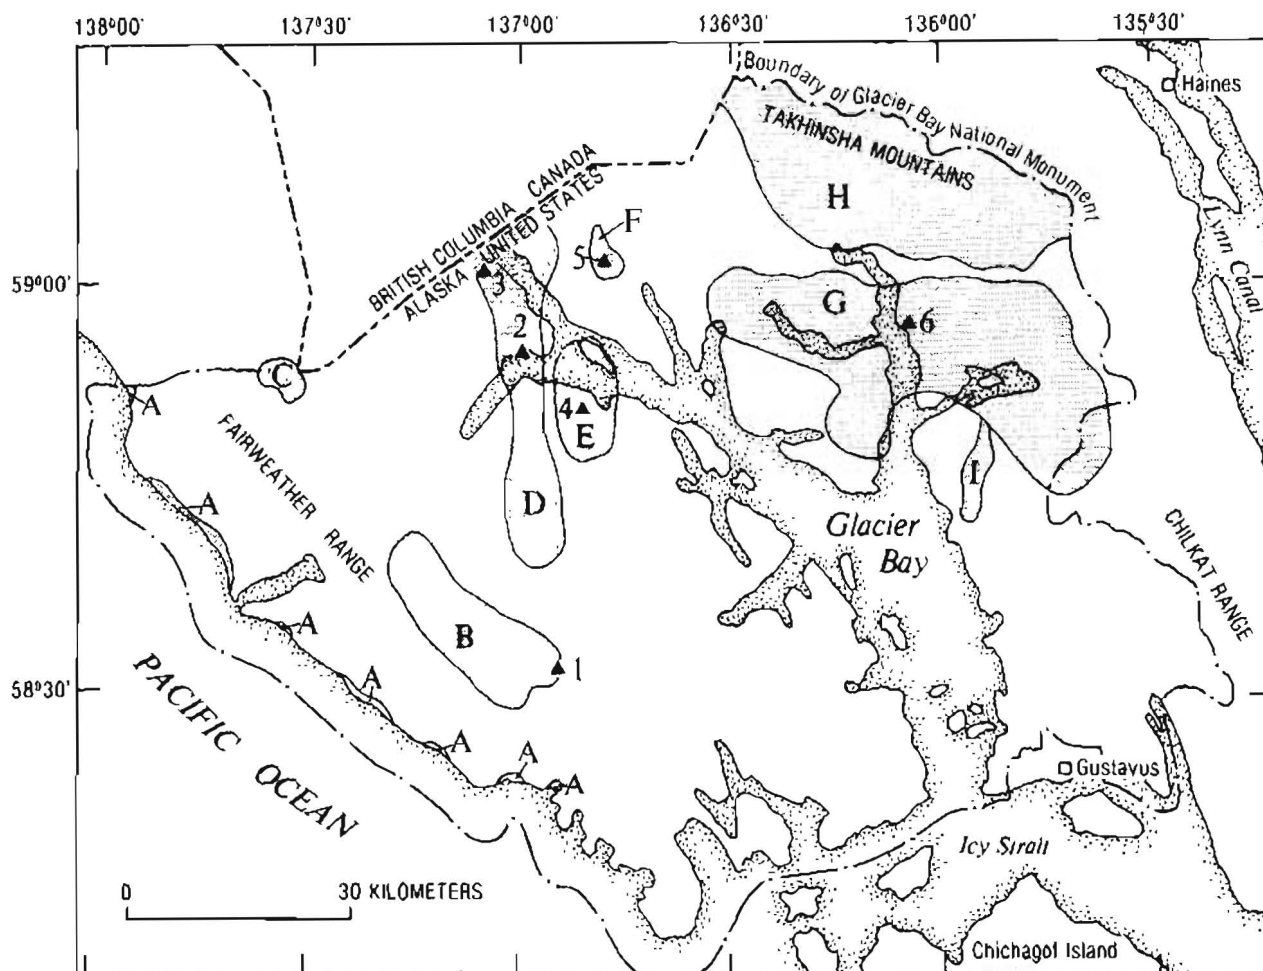 138°00' 137°30' 137°00' 136°30' 136°00' 135°30'
Boundary of Glacier Bay National Monument
Haines
TAKHINSHA MOUNTAINS
BRITISH COLUMBIA CANADA
ALASKA UNITED STATES
H
F
5
Lynn Canal
59°00'
3
G
6
2
C
A
4
E
FAIRWEATHER RANGE
I
D
A
Glacier
Bay
CHILKAT RANGE
A
B
1
58°30'
A
PACIFIC OCEAN
A
A
A
Gustavus
Icy Strait
0 30 KILOMETERS
Chichagof Island